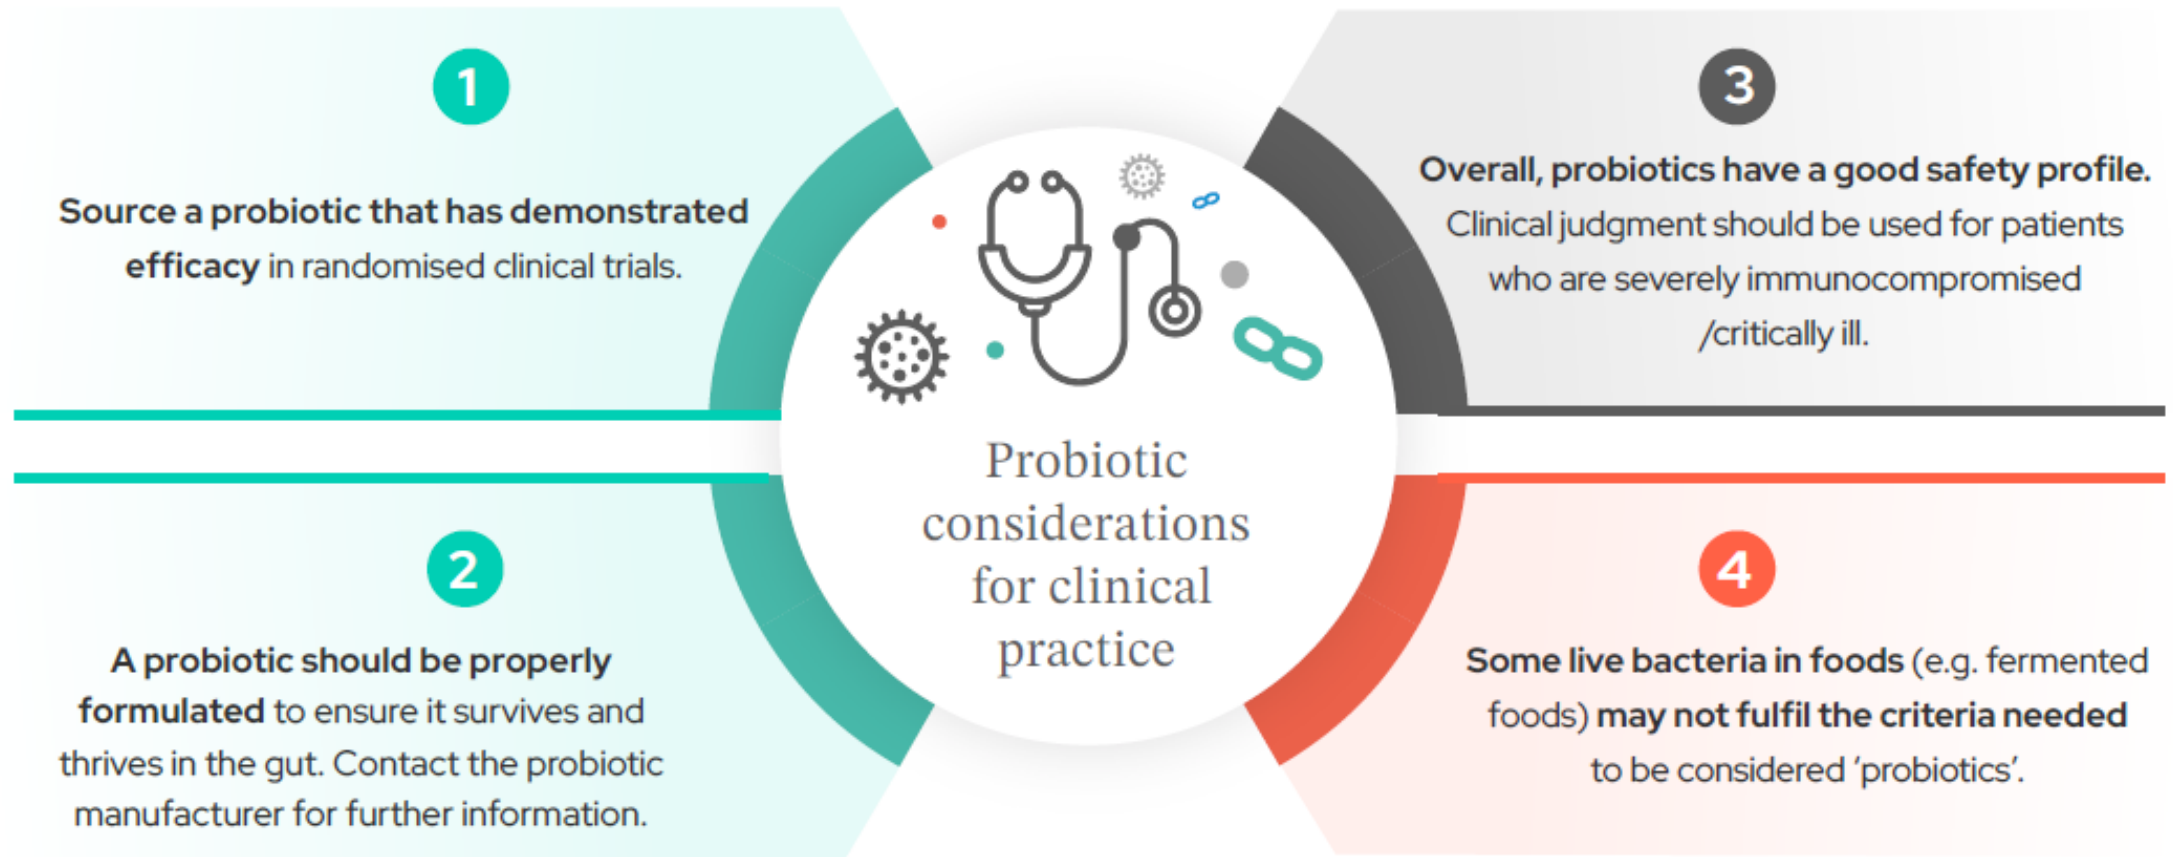 1
Source a probiotic that has demonstrated
efficacy in randomised clinical trials.
2
A probiotic should be properly
formulated to ensure it survives and
thrives in the gut. Contact the probiotic
manufacturer for further information.
Probiotic
considerations
for clinical
practice
3
Overall, probiotics have a good safety profile.
Clinical judgment should be used for patients
who are severely immunocompromised
/critically ill.
4
Some live bacteria in foods (e.g. fermented
foods) may not fulfil the criteria needed
to be considered ‘probiotics’.